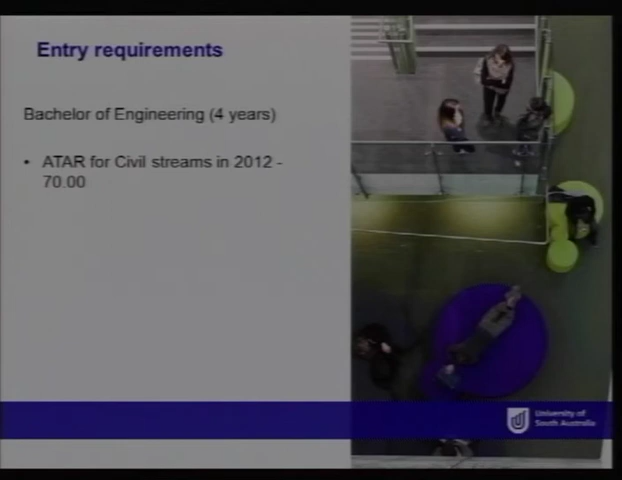 Entry requirements
Bachelor of Engineering (4 years)
• ATAR for Civil streams in 2012 -
70.00
University of
South Australia